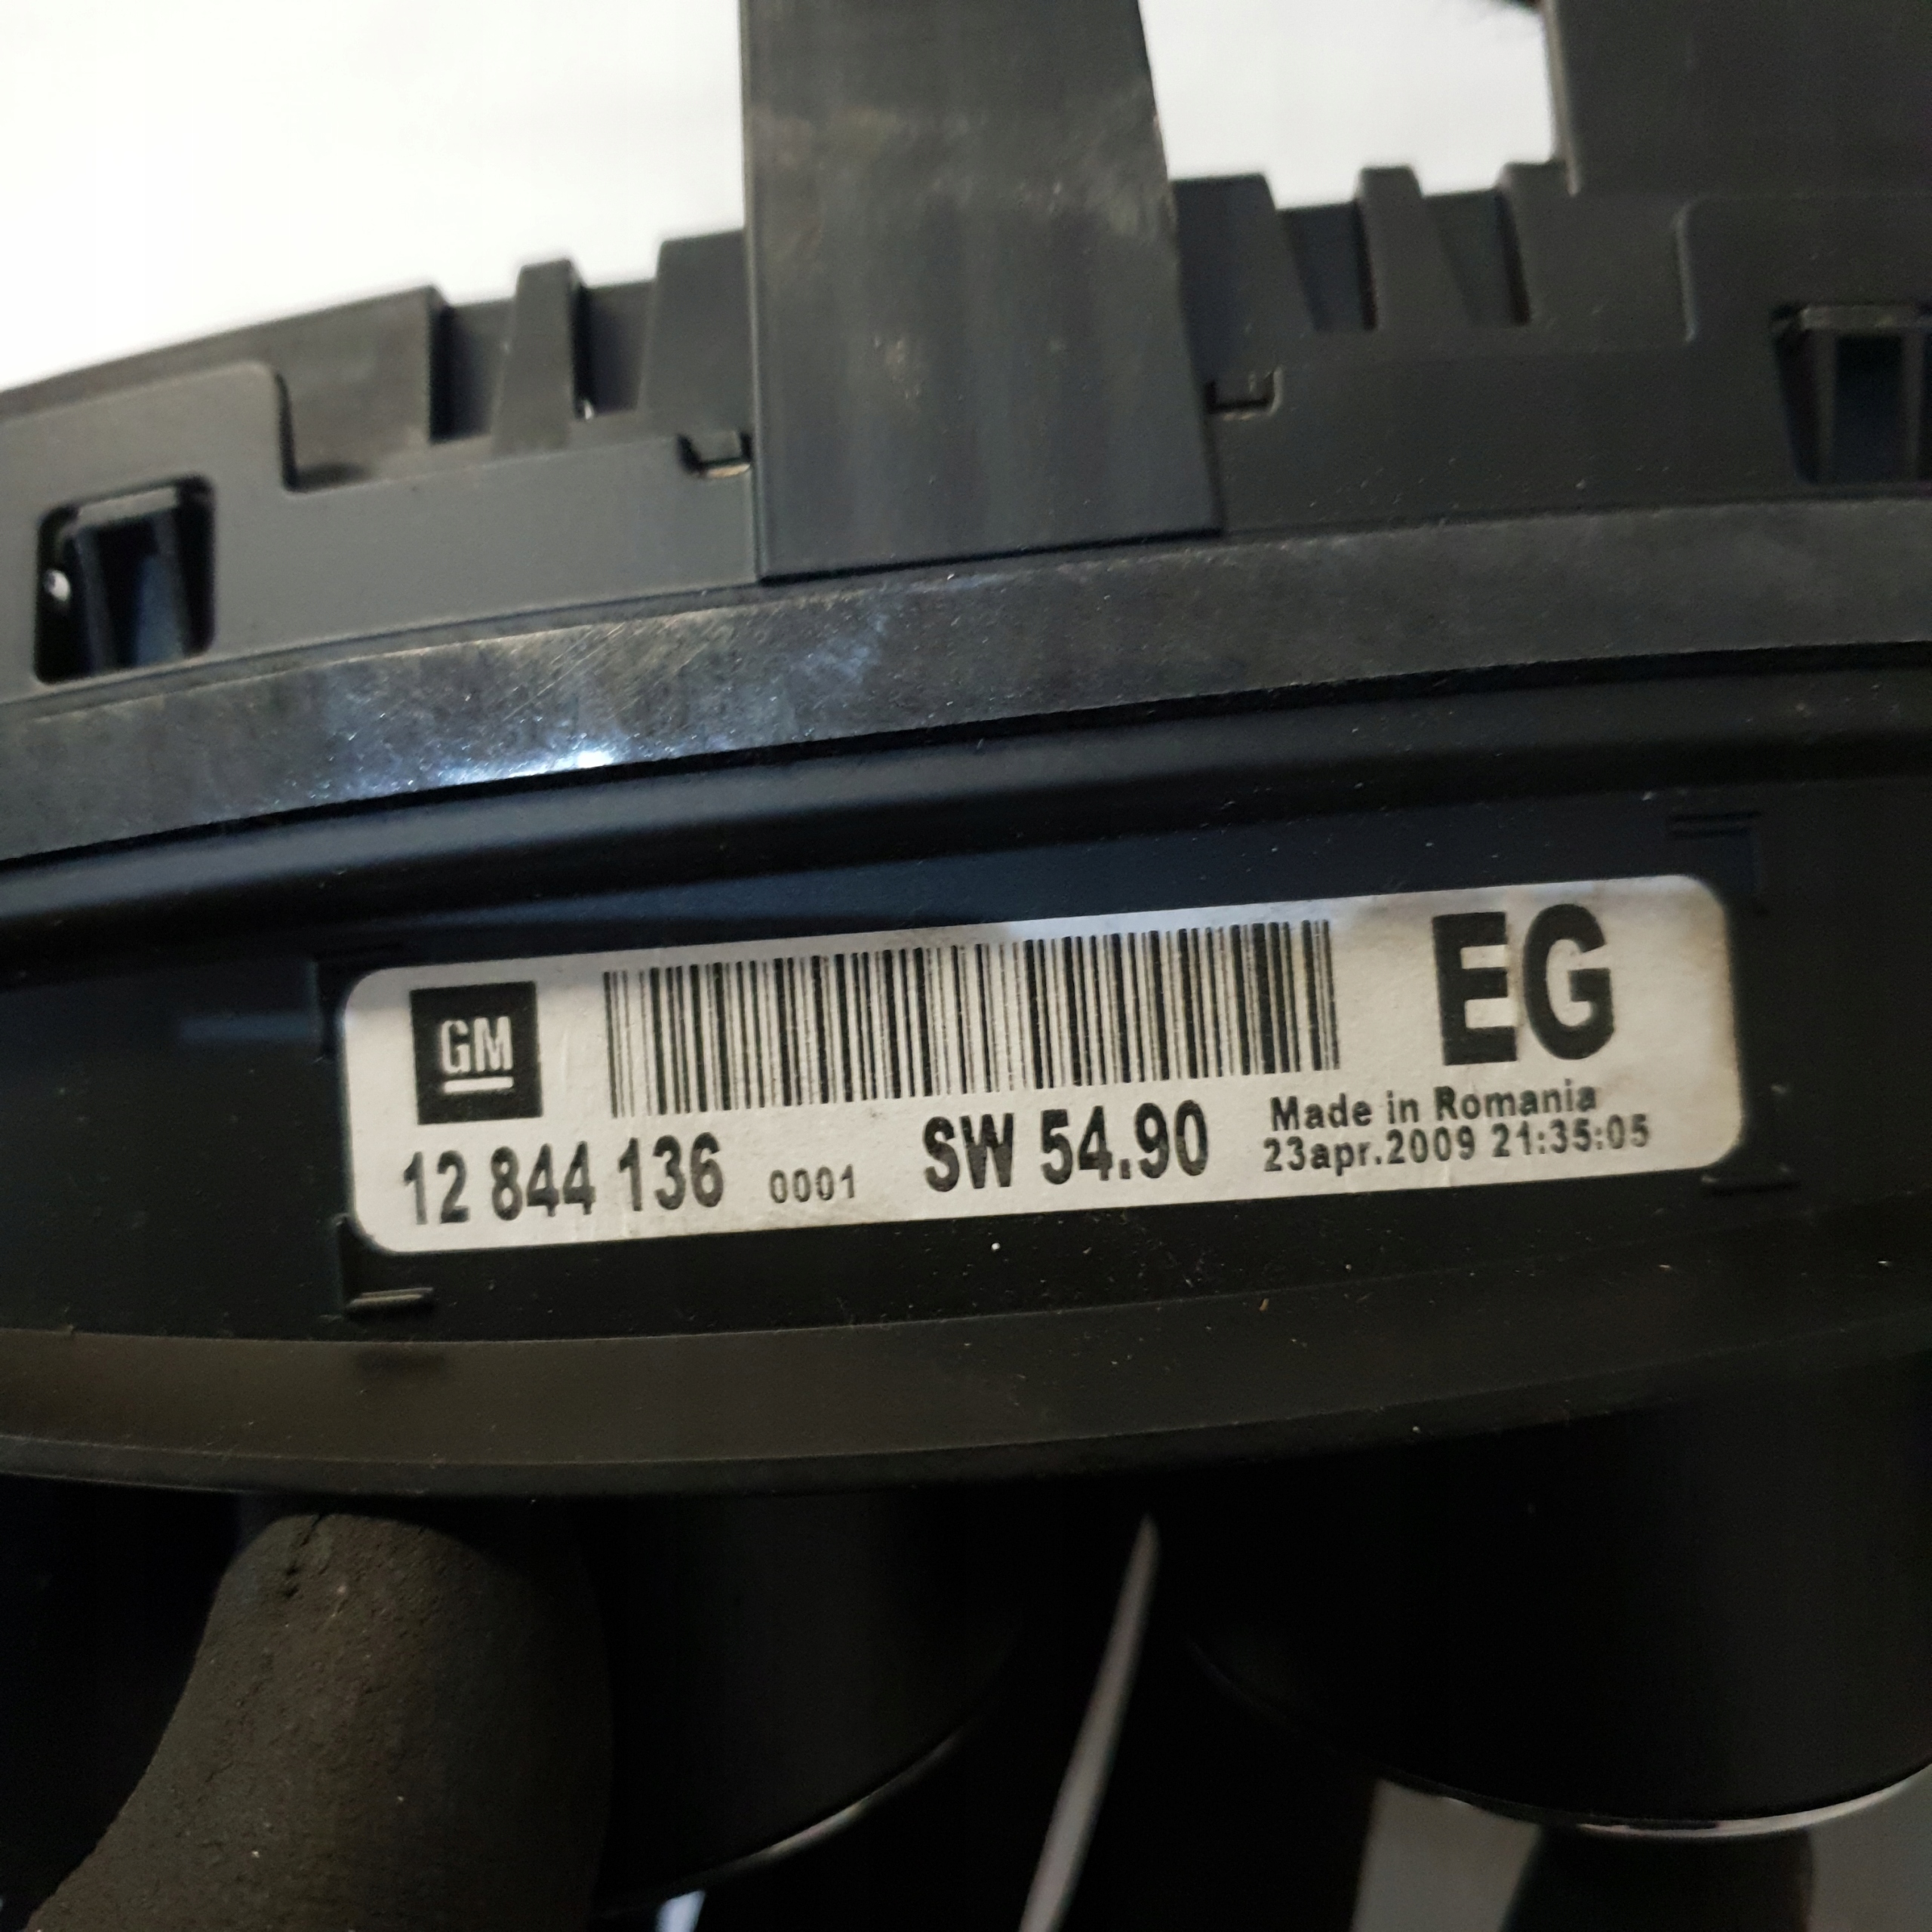 GM
EG
12 844 136 0001 SW 54.90
Made in Romania
23apr.2009 21:35:05